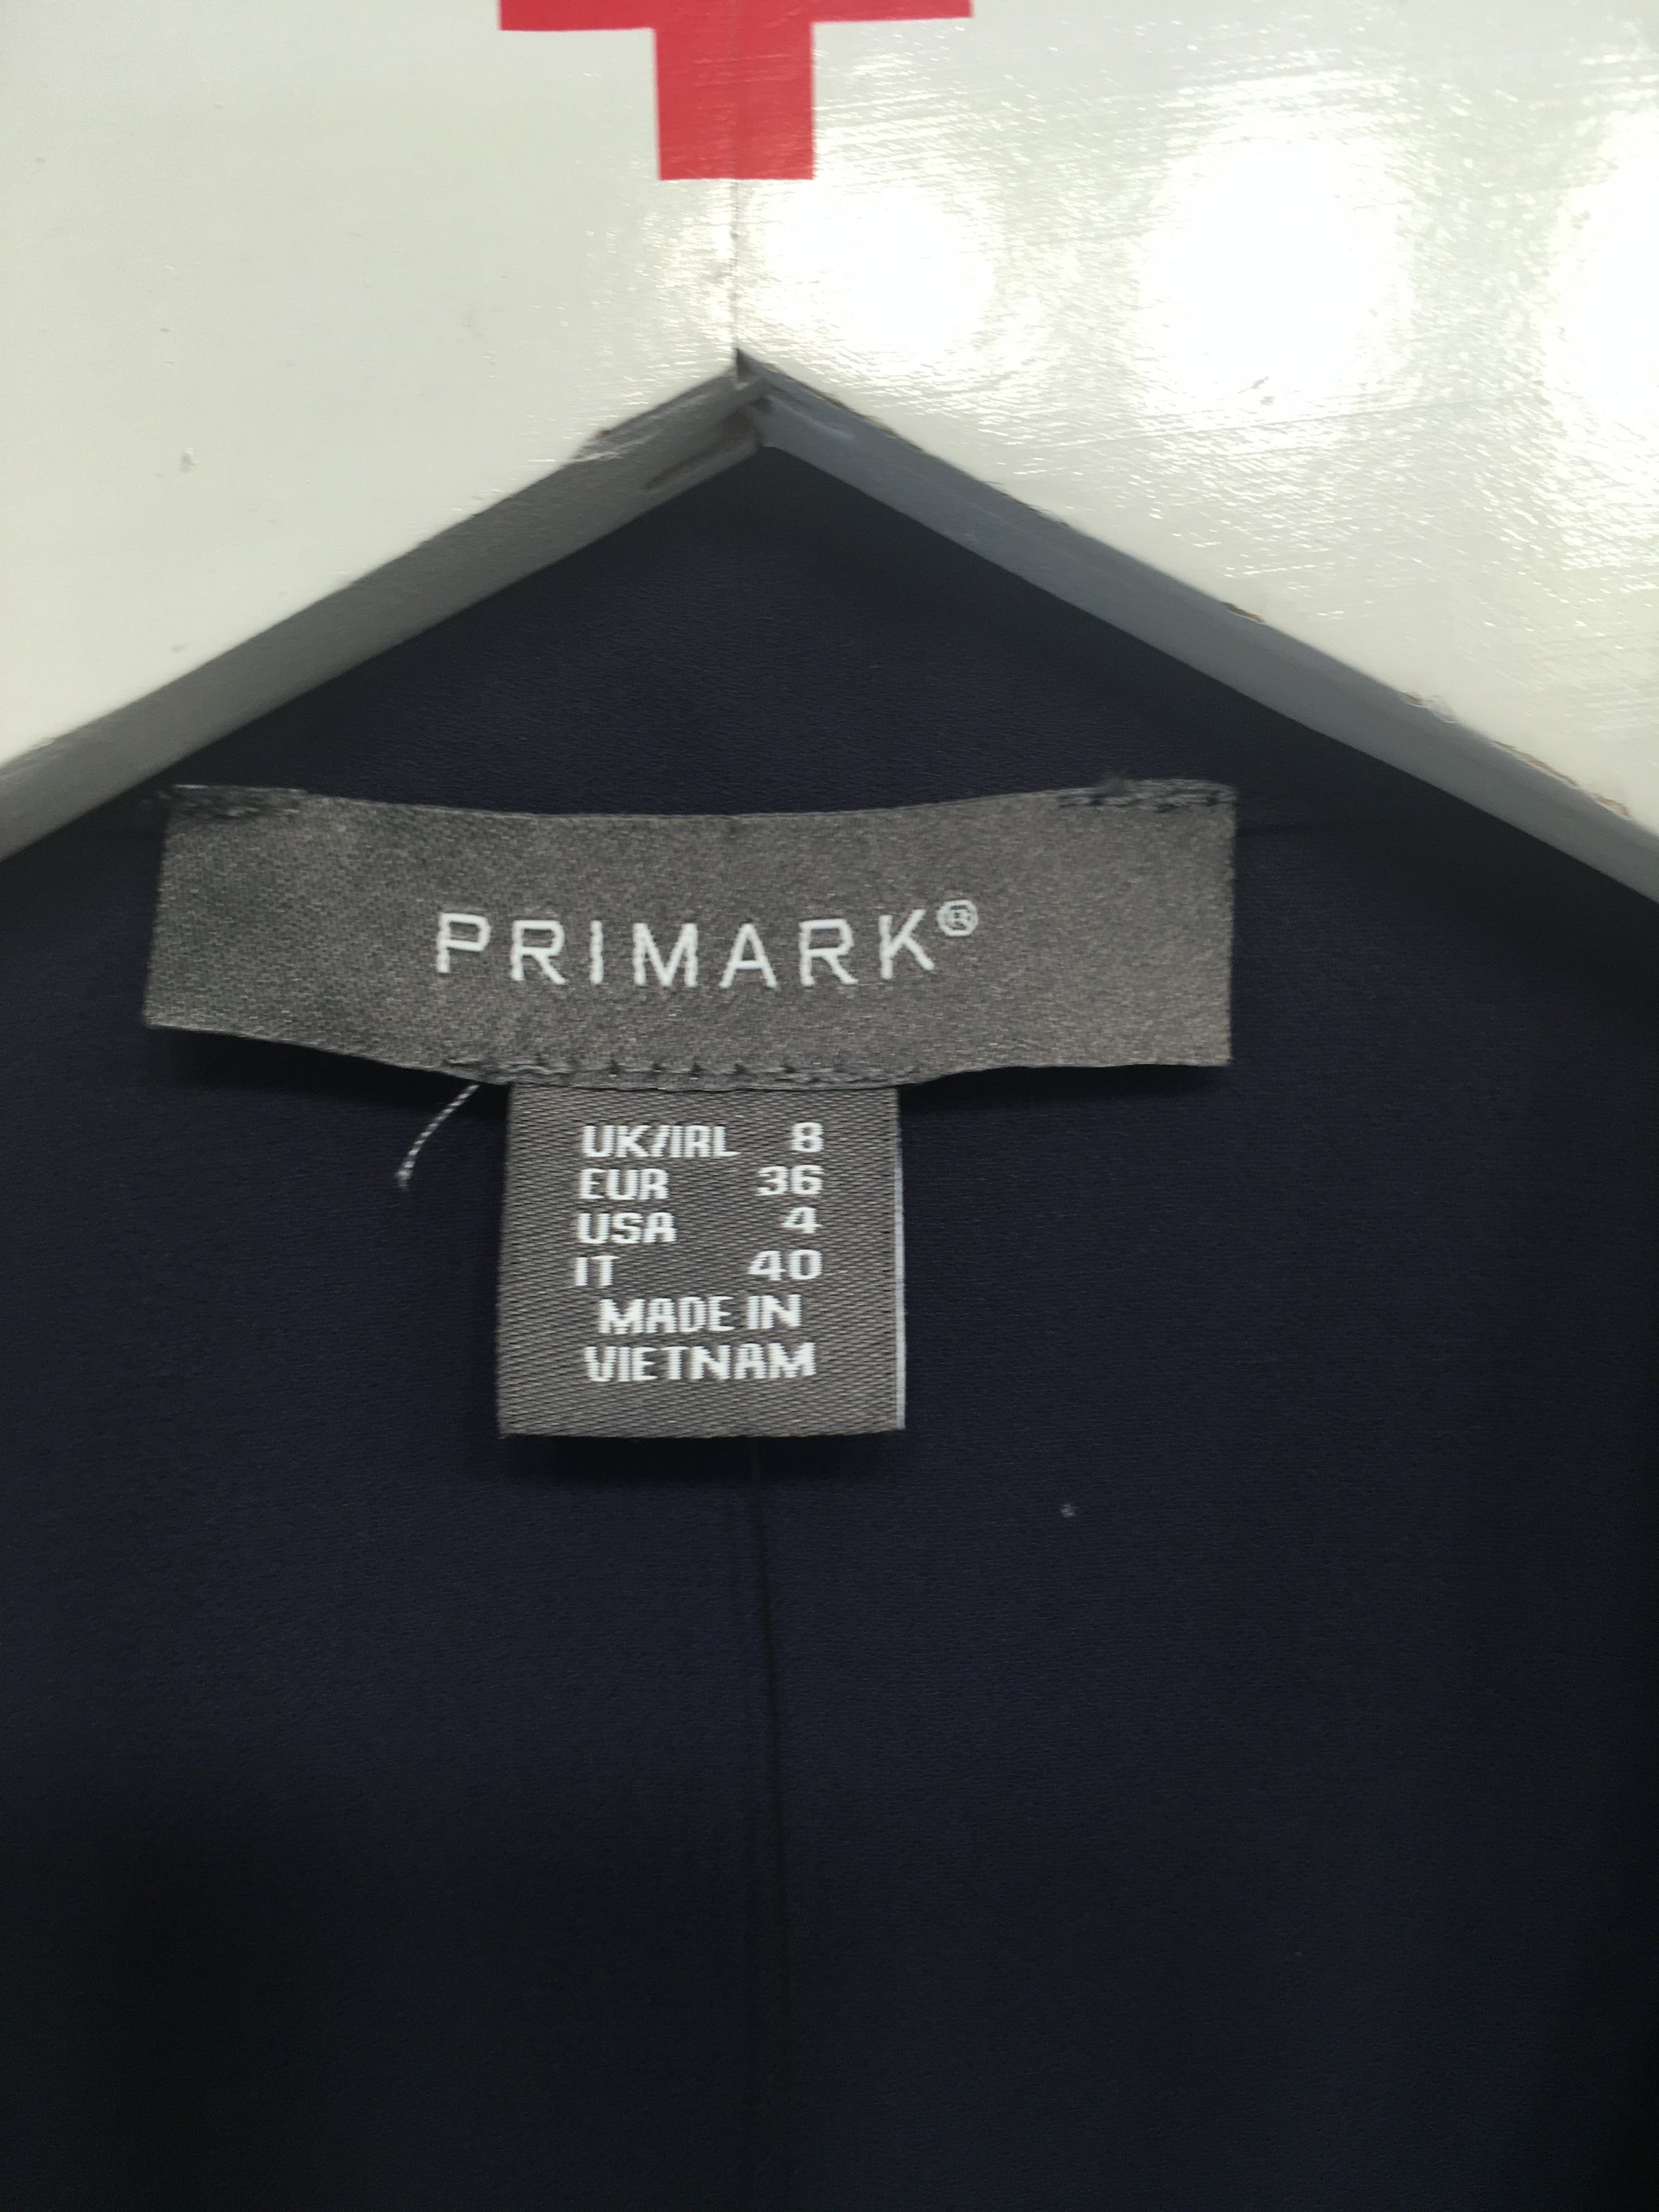 PRIMARK®
UK/IRL 8
EUR 36
USA 4
IT 40
MADE IN
VIETNAM